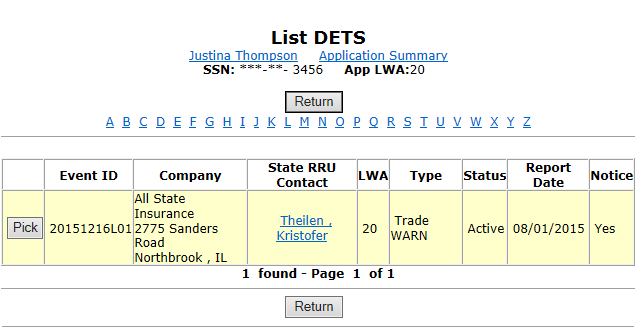 List DETS
Justina Thompson Application Summary
SSN: ***-**- 3456 App LWA:20
Return
A B C D E F G H I J K L M N O P Q R S T U V W X Y Z
Event ID Company State RRU Contact LWA Type Status Report Date Notice
Pick 20151216L01 All State Insurance 2775 Sanders Road Northbrook , IL Theilen , Kristofer 20 Trade WARN Active 08/01/2015 Yes
1 found - Page 1 of 1
Return